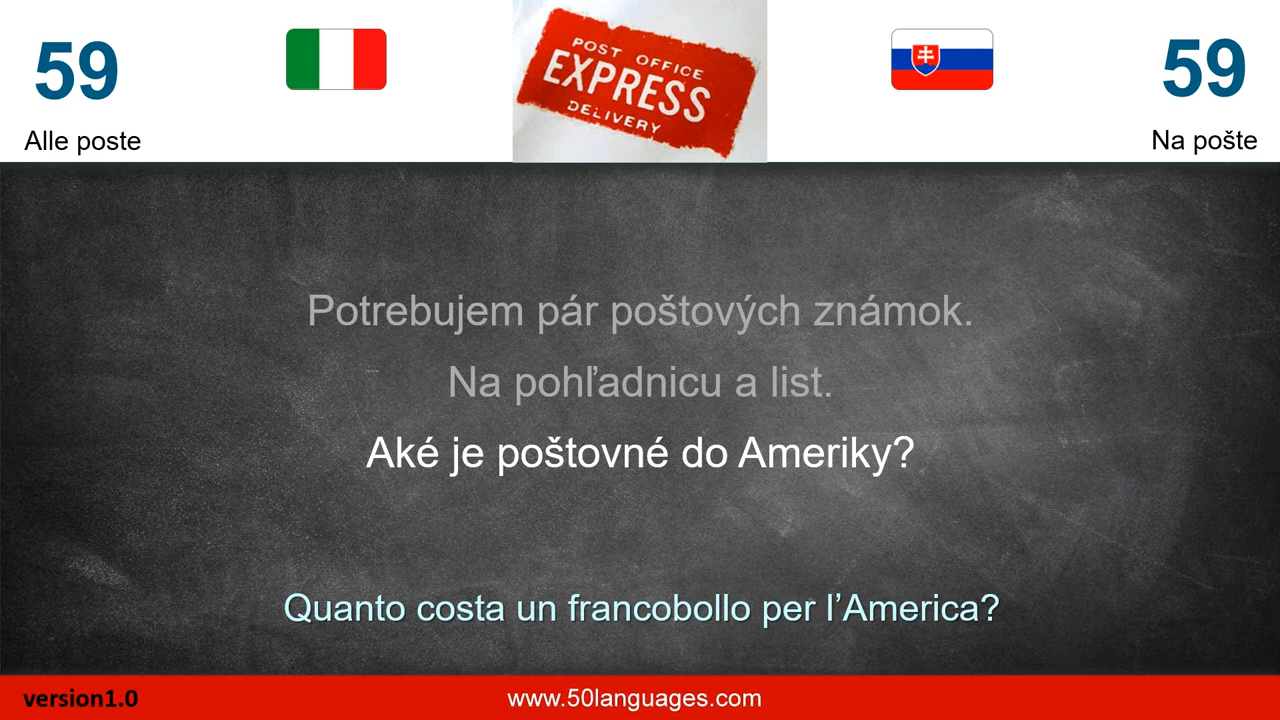 59
Alle poste
POST OFFICE
EXPRESS
DELIVERY
59
Na pošte
Potrebujem pár poštových známok.
Na pohľadnicu a list.
Aké je poštovné do Ameriky?
Quanto costa un francobollo per l’America?
version1.0
www.50languages.com